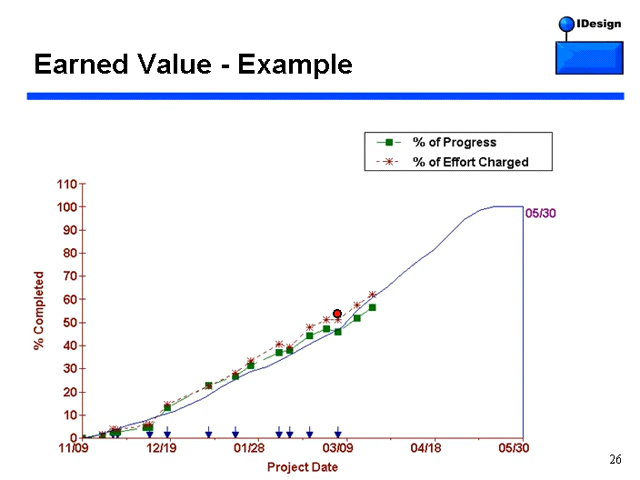 IDesign
Earned Value - Example
% of Progress
% of Effort Charged
110
100
90
80
70
60
50
40
30
20
10
0
% Completed
05/30
11/09 12/19 01/28 03/09 04/18 05/30
Project Date
26